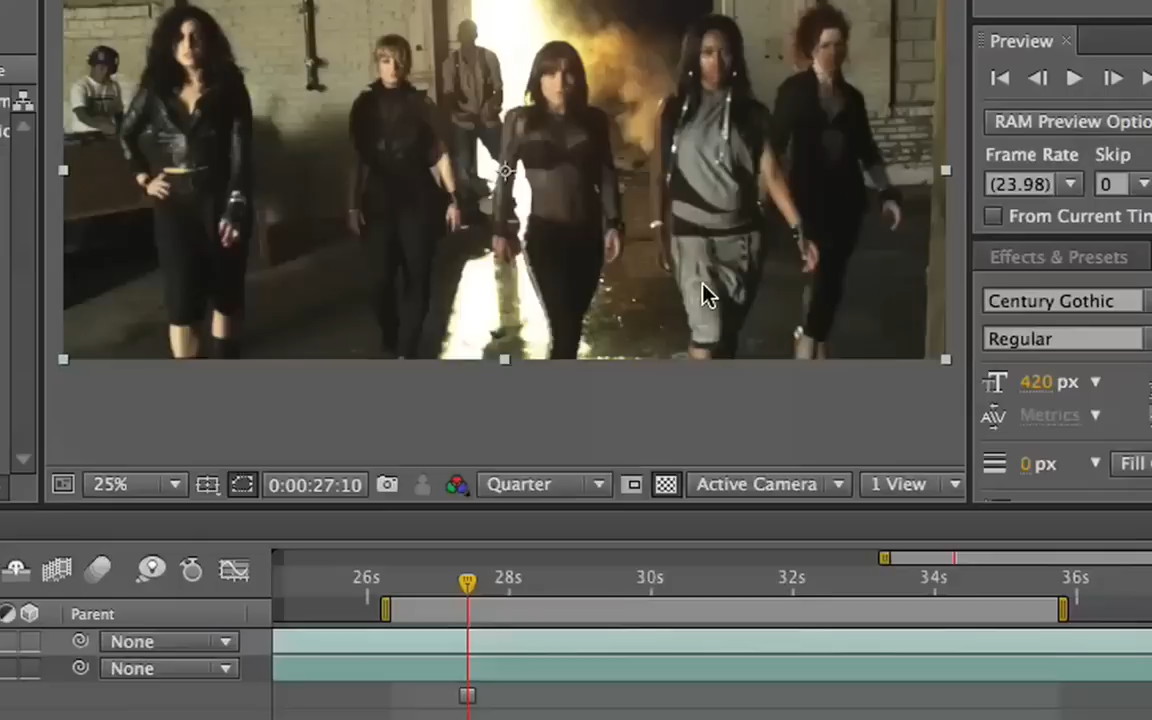 Preview
RAM Preview Optio
Frame Rate Skip
(23.98) 0
From Current Tin
Effects & Presets
Century Gothic
Regular
420 px
Metrics
0 px Fill
25% 0:00:27:10 Quarter Active Camera 1 View
26s 28s 30s 32s 34s 36s
Parent
None
None